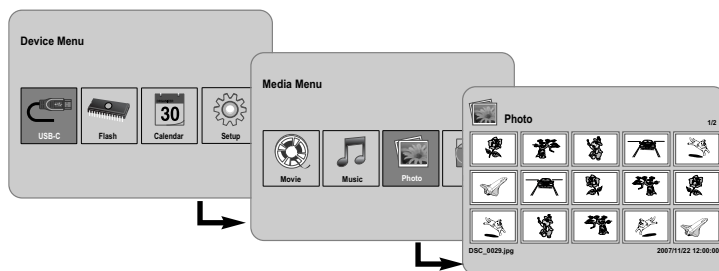 Device Menu
USB-C
Flash
30
Calendar
Setup
Media Menu
Movie
Music
Photo
Photo
1/2
DSC_0029.jpg
2007/11/22 12:00:00